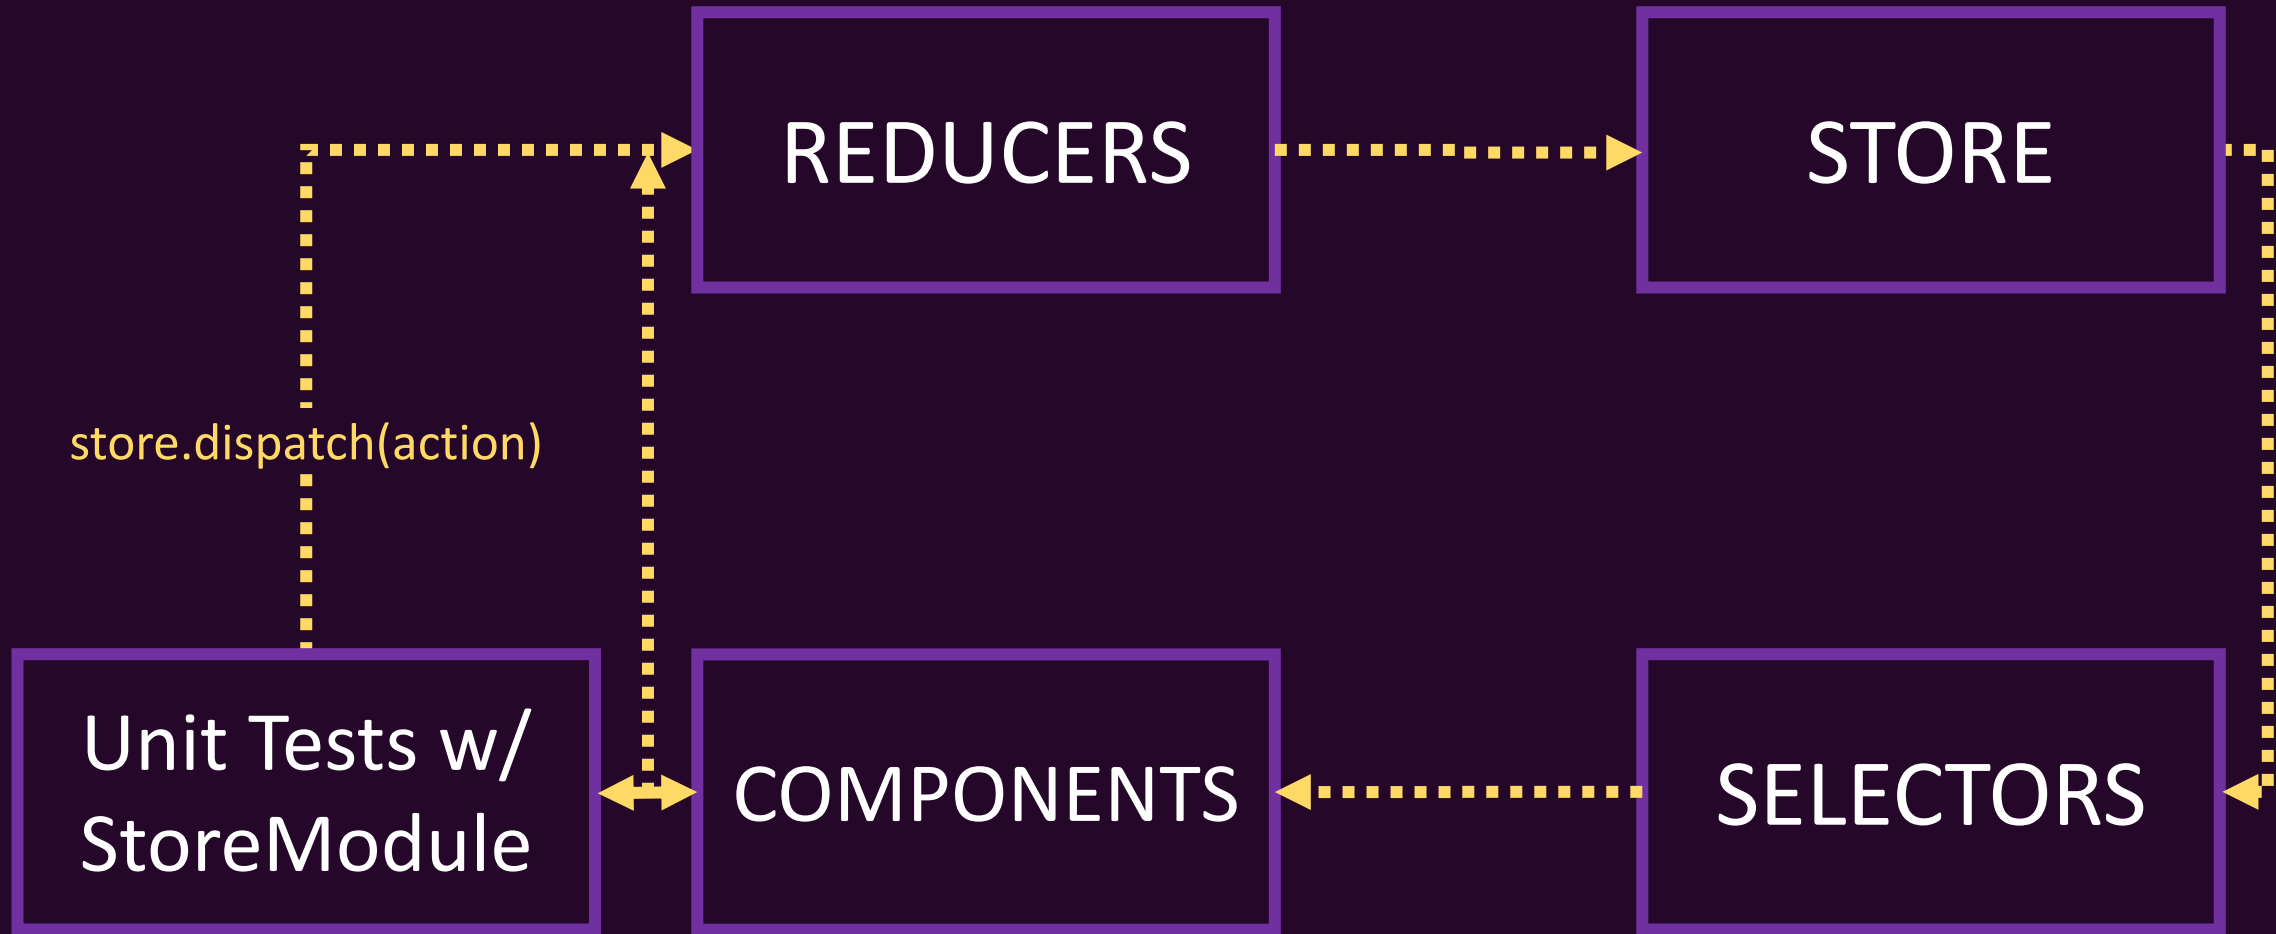 REDUCERS
STORE
store.dispatch(action)
Unit Tests w/
StoreModule
COMPONENTS
SELECTORS